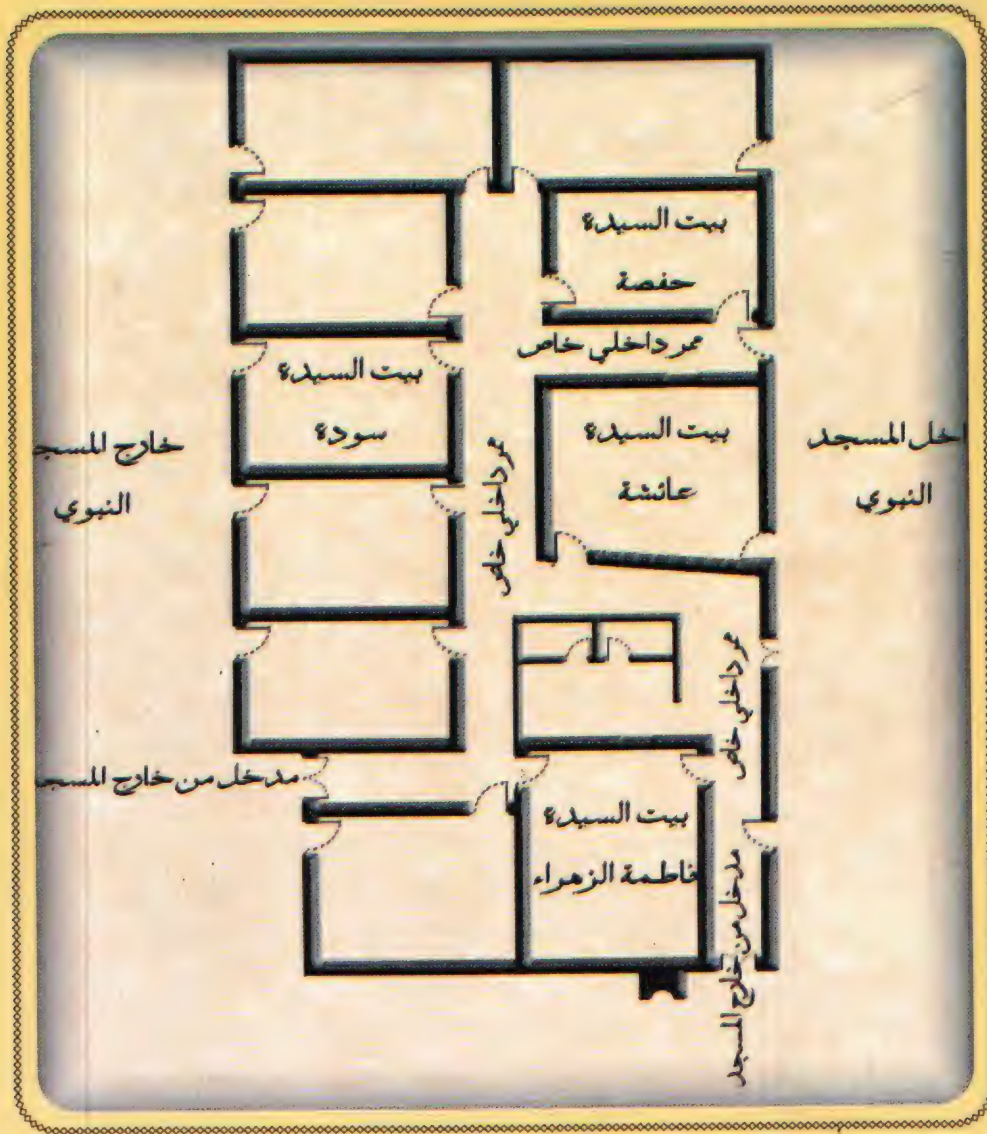 بيت السيدة
حفصة
ممر داخلي خاص
بيت السيدة
سودة
بيت السيدة
عائشة
اخل المسجد
النبوي
خارج المسجد
النبوي
ممر داخلي خاص
ممر داخلي خاص
مدخل من خارج المسجد
بيت السيدة
فاطمة الزهراء
مدخل من خارج المسجد